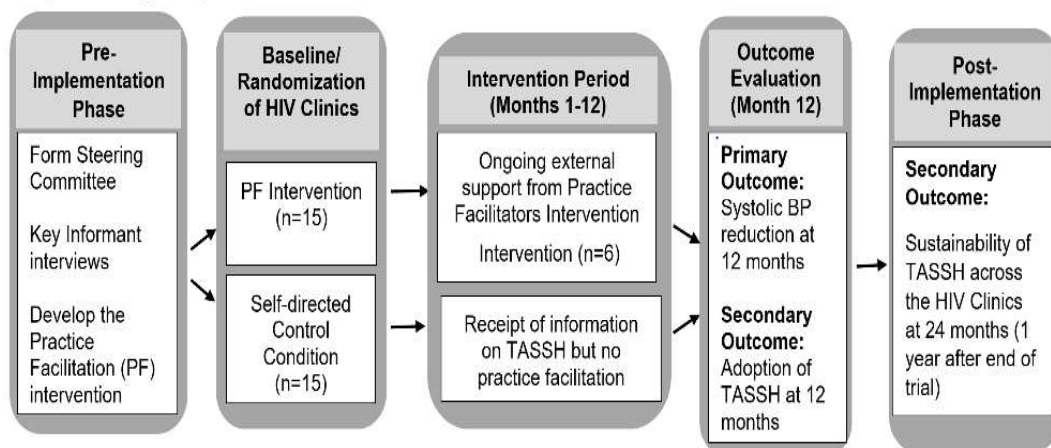 Pre-
Implementation
Phase
Form Steering
Committee
Key Informant
interviews
Develop the
Practice
Facilitation (PF)
intervention
Baseline/
Randomization
of HIV Clinics
PF Intervention
(n=15)
Self-directed
Control
Condition
(n=15)
Intervention Period
(Months 1-12)
Ongoing external
support from Practice
Facilitators Intervention
Intervention (n=6)
Receipt of information
on TASSH but no
practice facilitation
Outcome
Evaluation
(Month 12)
Primary
Outcome:
Systolic BP
reduction at
12 months
Secondary
Outcome:
Adoption of
TASSH at 12
months
Post-
Implementation
Phase
Secondary
Outcome:
Sustainability of
TASSH across
the HIV Clinics
at 24 months (1
year after end of
trial)